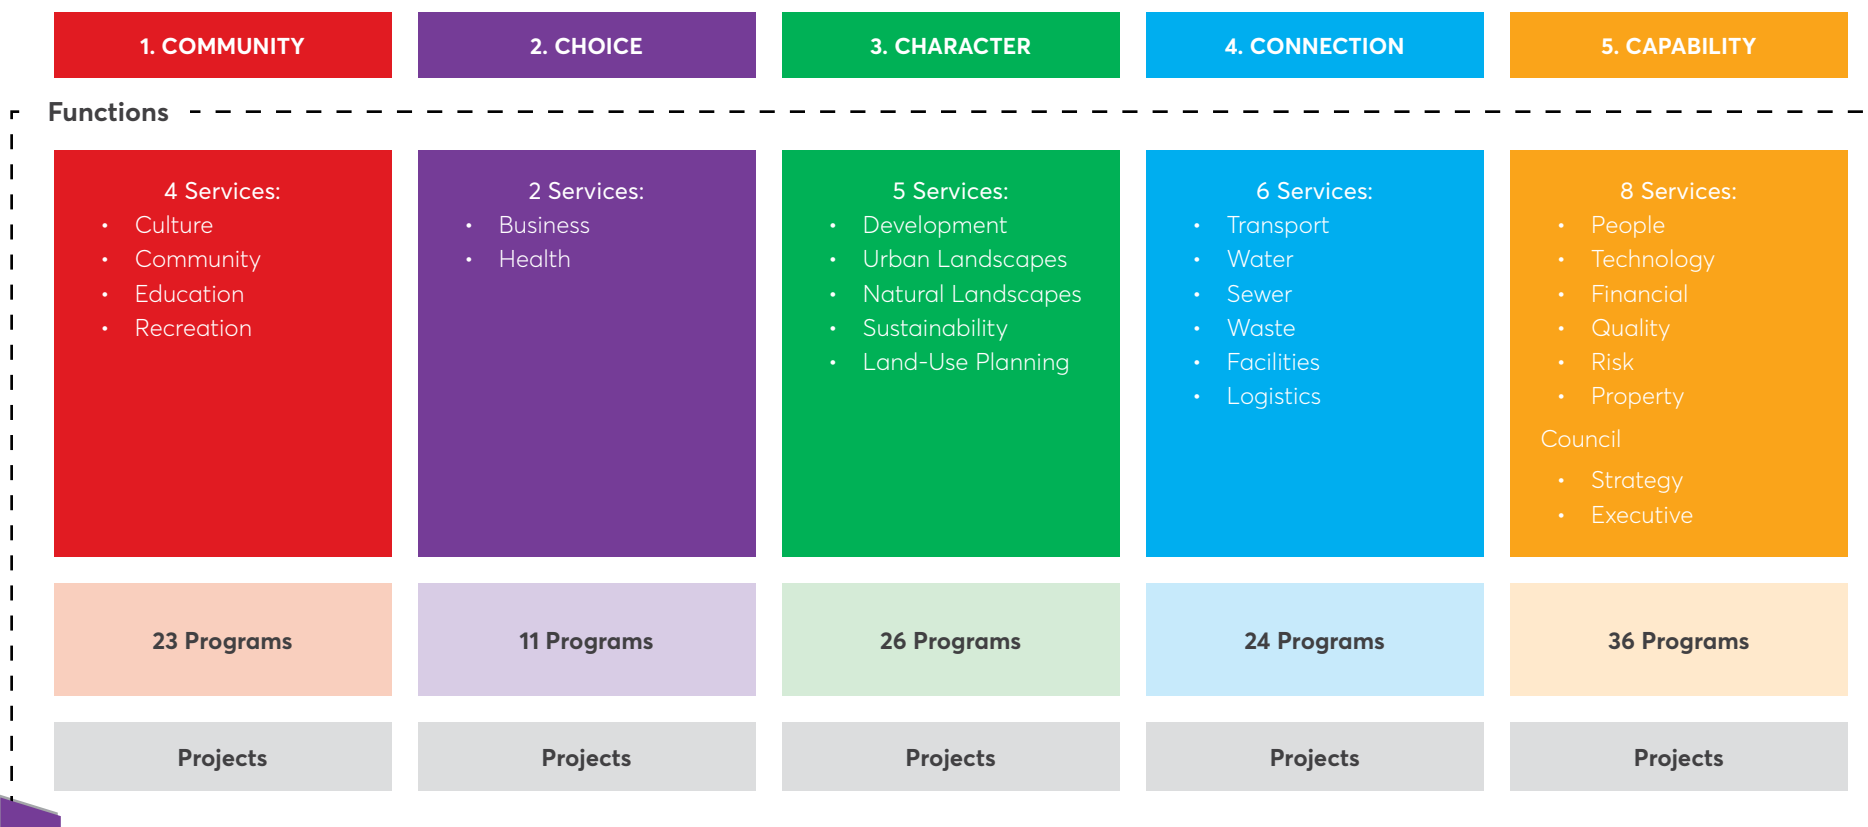 1. COMMUNITY
2. CHOICE
3. CHARACTER
4. CONNECTION
5. CAPABILITY
Functions
4 Services:
• Culture
• Community
• Education
• Recreation
2 Services:
• Business
• Health
5 Services:
• Development
• Urban Landscapes
• Natural Landscapes
• Sustainability
• Land-Use Planning
6 Services:
• Transport
• Water
• Sewer
• Waste
• Facilities
• Logistics
8 Services:
• People
• Technology
• Financial
• Quality
• Risk
• Property
Council
• Strategy
• Executive
23 Programs
11 Programs
26 Programs
24 Programs
36 Programs
Projects
Projects
Projects
Projects
Projects